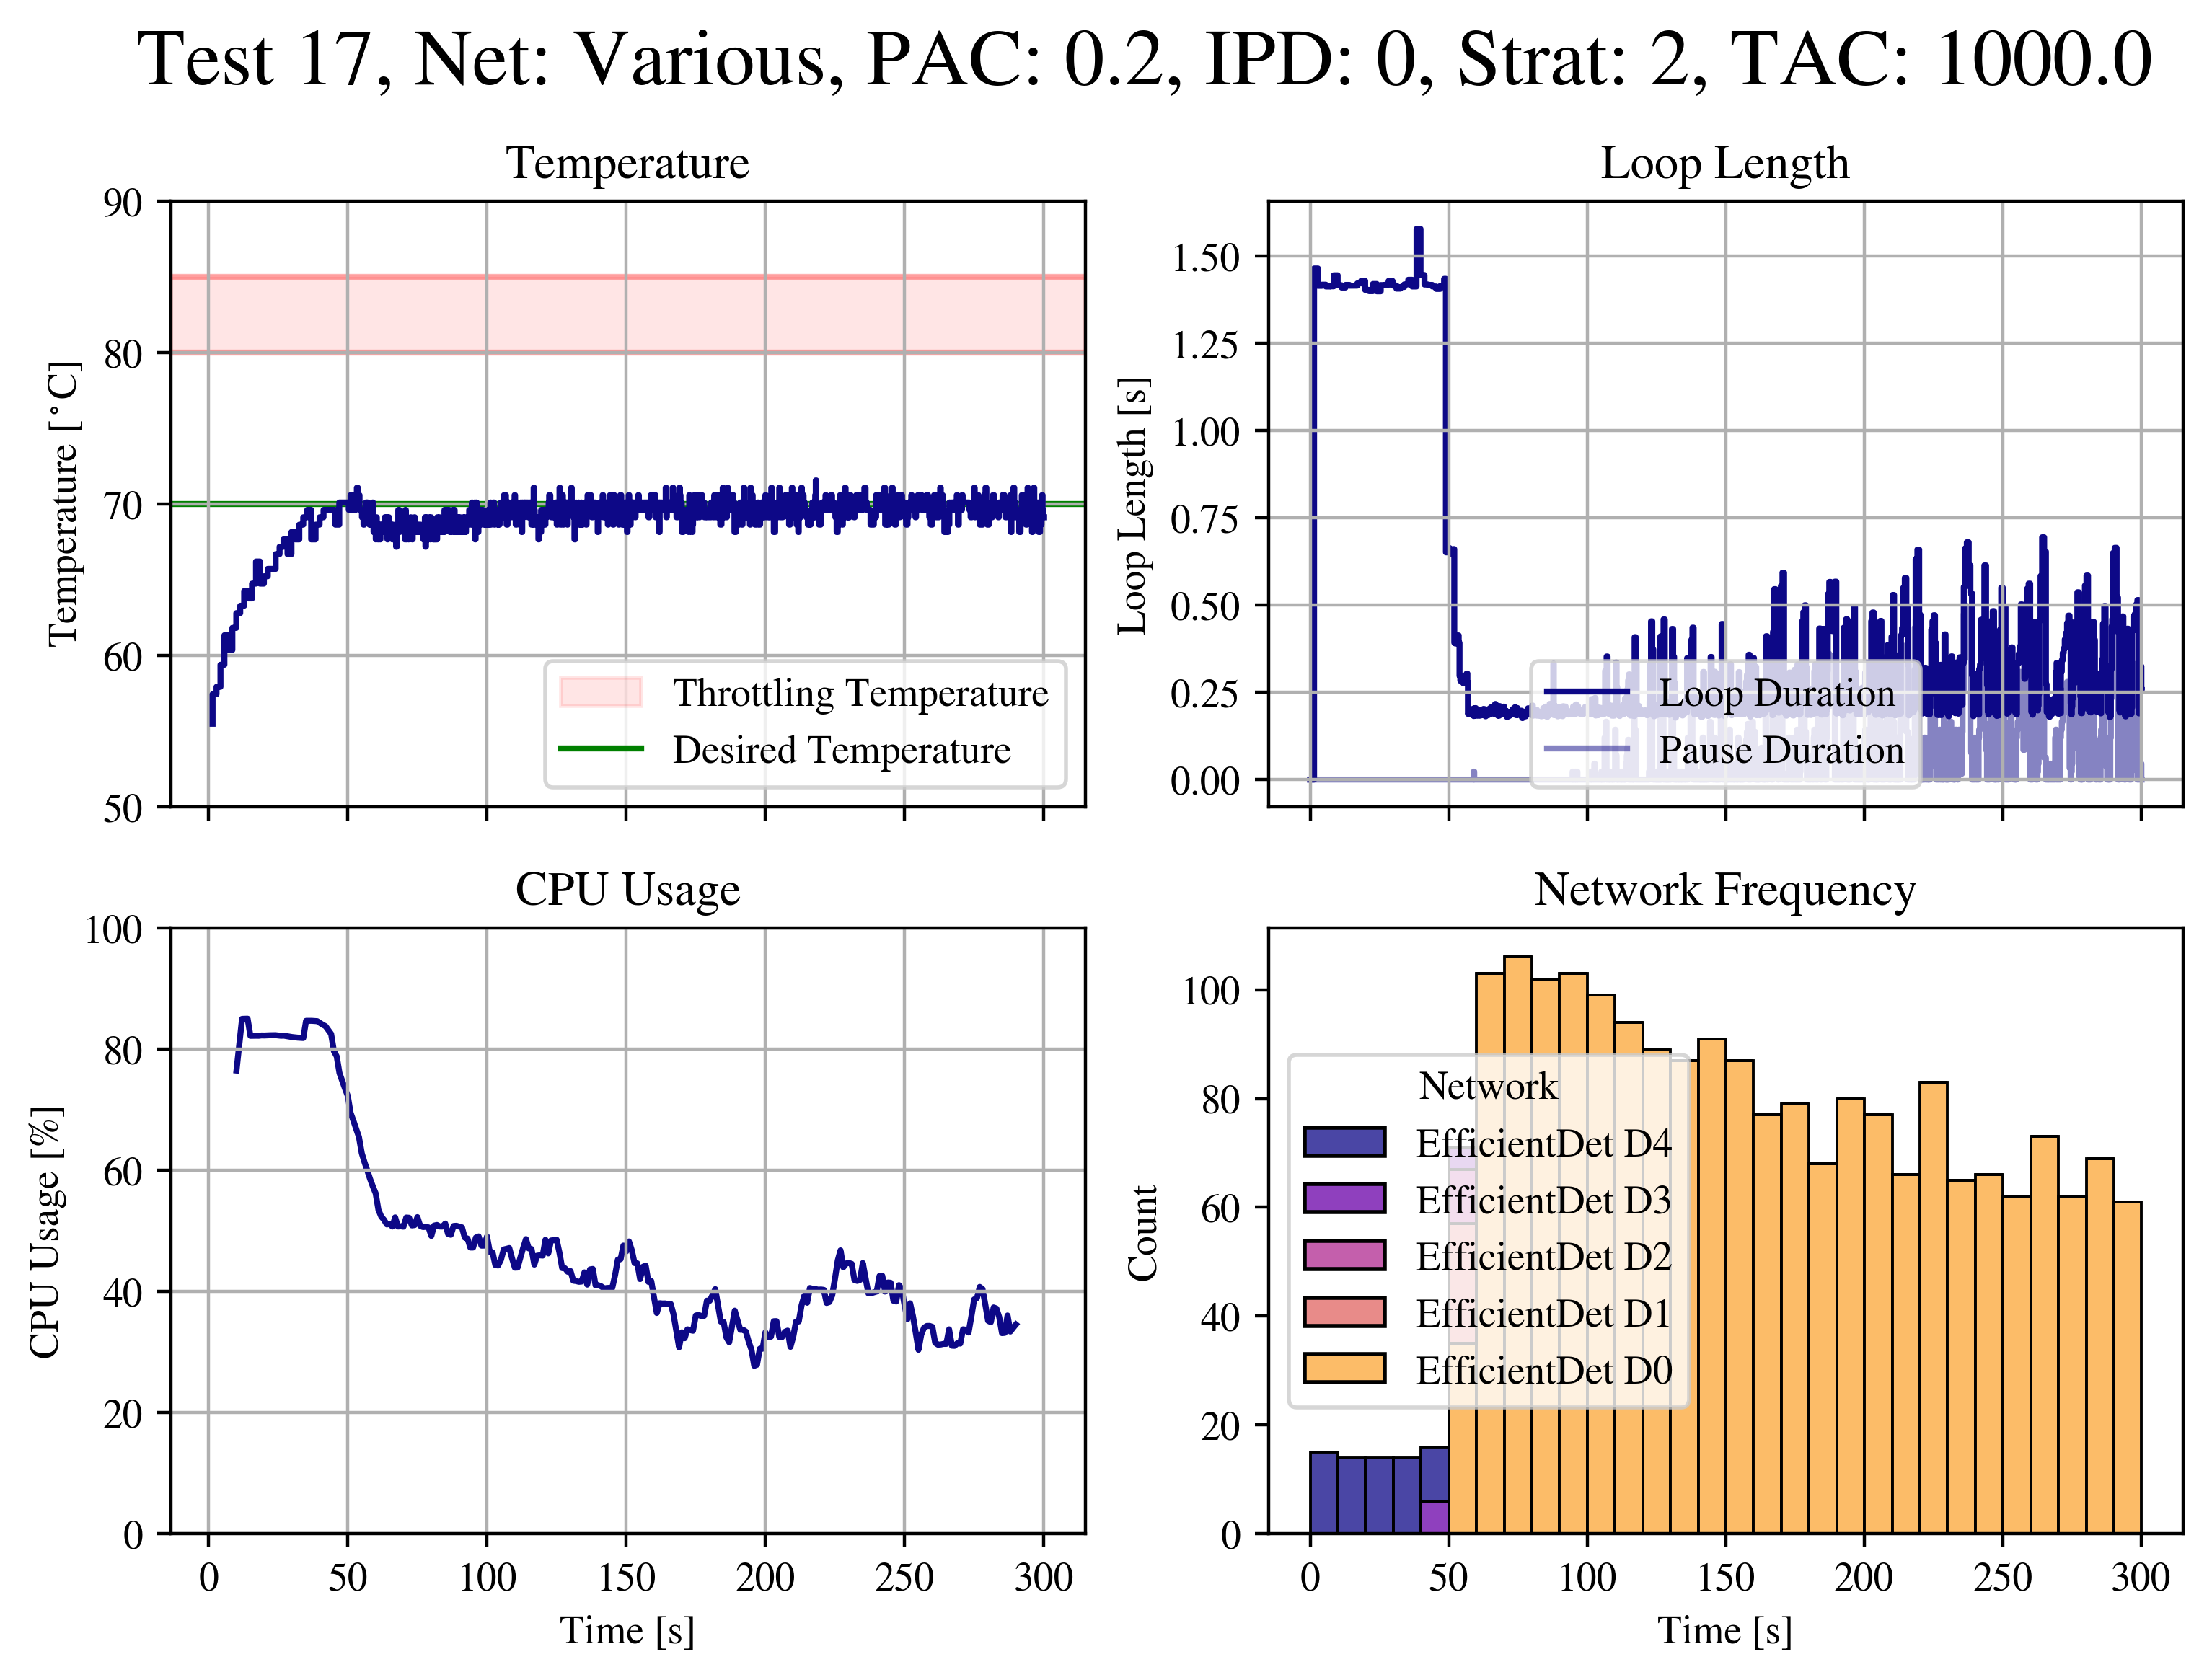 Test 17, Net: Various, PAC: 0.2, IPD: 0, Strat: 2, TAC: 1000.0
Temperature
90
80
70
60
50
Temperature [°C]
Throttling Temperature
Desired Temperature
Loop Length
1.50
1.25
1.00
0.75
0.50
0.25
0.00
Loop Length [s]
Loop Duration
Pause Duration
CPU Usage
100
80
60
40
20
0
CPU Usage [%]
0 50 100 150 200 250 300
Time [s]
Network Frequency
100
80
60
40
20
0
Count
Network
EfficientDet D4
EfficientDet D3
EfficientDet D2
EfficientDet D1
EfficientDet D0
0 50 100 150 200 250 300
Time [s]